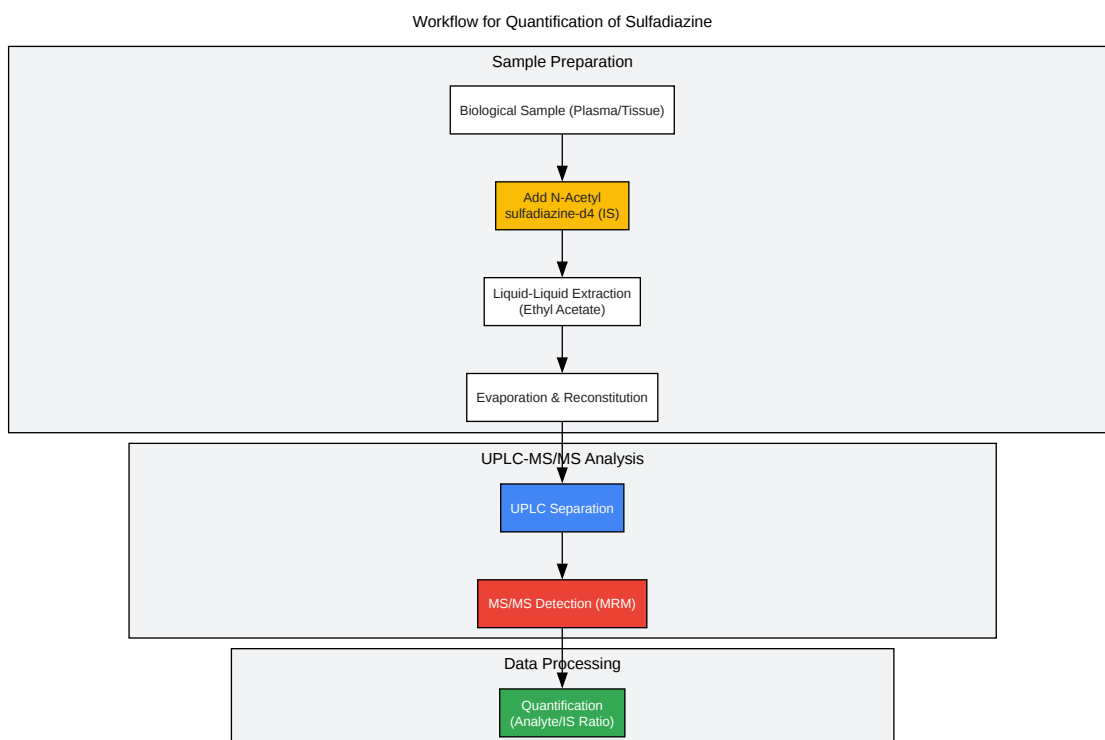 Workflow for Quantification of Sulfadiazine
Sample Preparation
Biological Sample (Plasma/Tissue)
Add N-Acetyl
sulfadiazine-d4 (IS)
Liquid-Liquid Extraction
(Ethyl Acetate)
Evaporation & Reconstitution
UPLC-MS/MS Analysis
UPLC Separation
MS/MS Detection (MRM)
Data Processing
Quantification
(Analyte/IS Ratio)